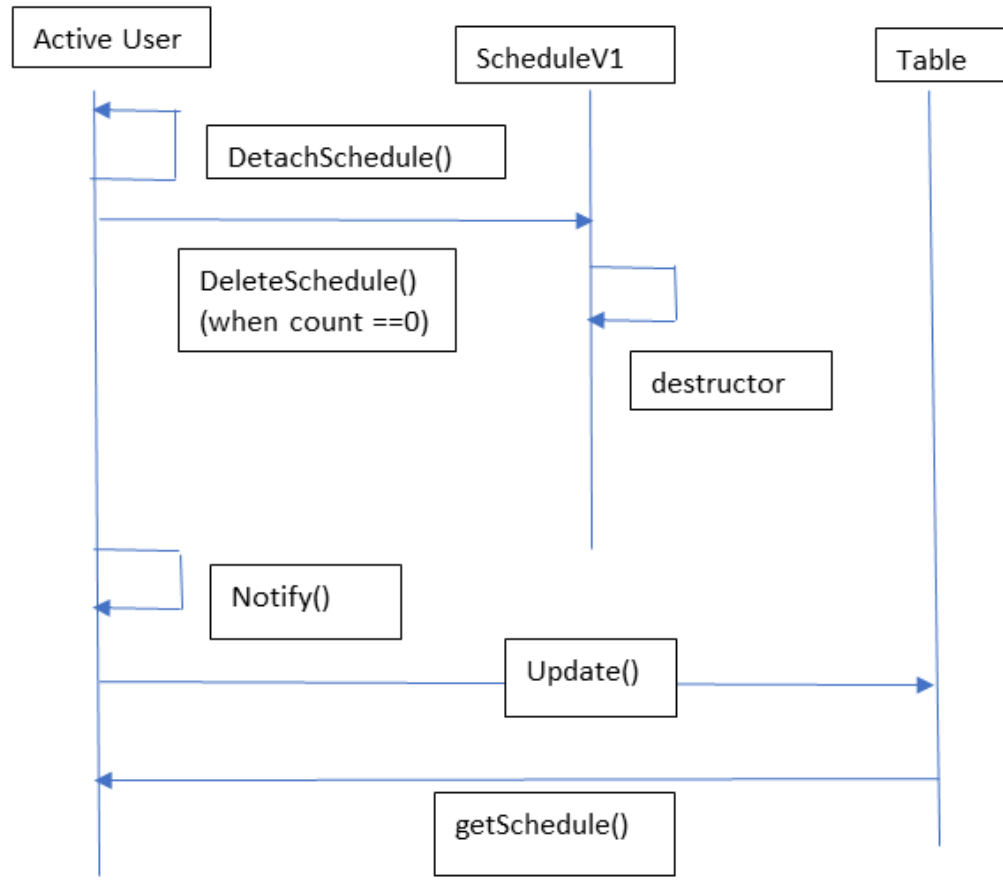 Active User
ScheduleV1
Table
DetachSchedule()
DeleteSchedule()
(when count ==0)
destructor
Notify()
Update()
getSchedule()